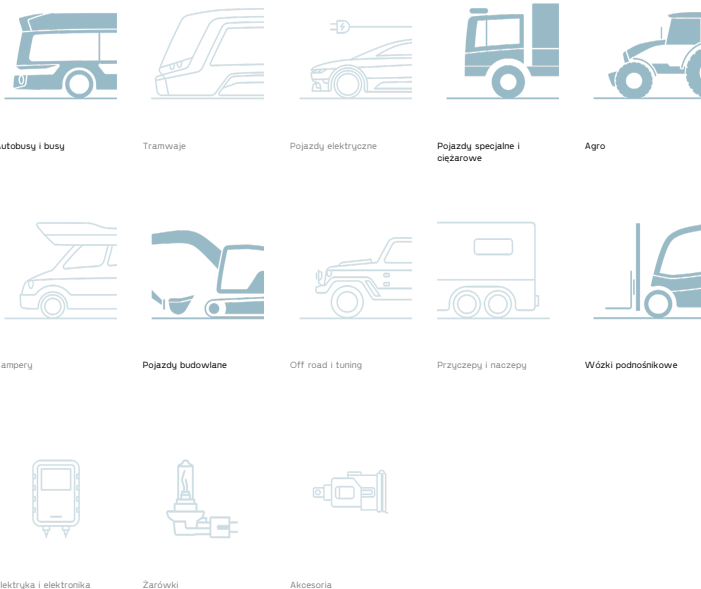 utobusy i busy
Tramwaje
Pojazdy elektryczne
Pojazdy specjalne i
ciężarowe
Agro
ampery
Pojazdy budowlane
Off road i tuning
Przyczepy i naczepy
Wózki podnośnikowe
lektryka i elektronika
Żarówki
Akcesoria